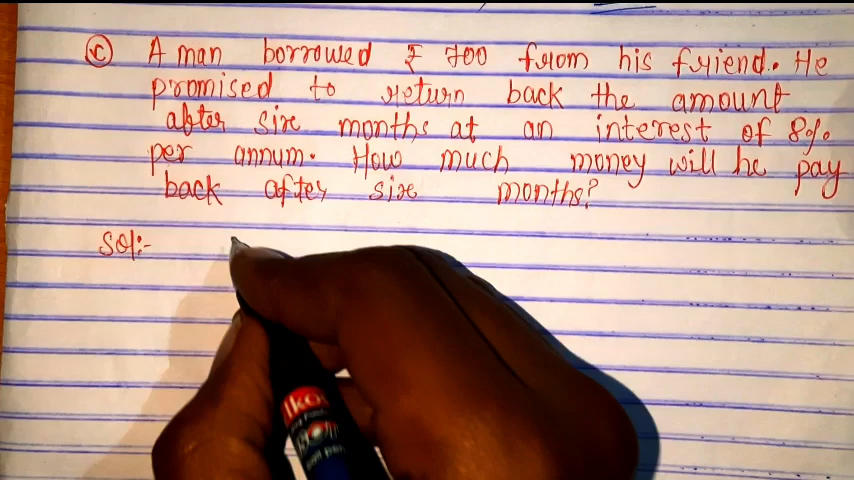 (c) A man borrowed ₹ 700 from his friend. He
promised to return back the amount
after six months at an interest of 8%
per annum. How much money will he pay
back after six months?
Sol:-